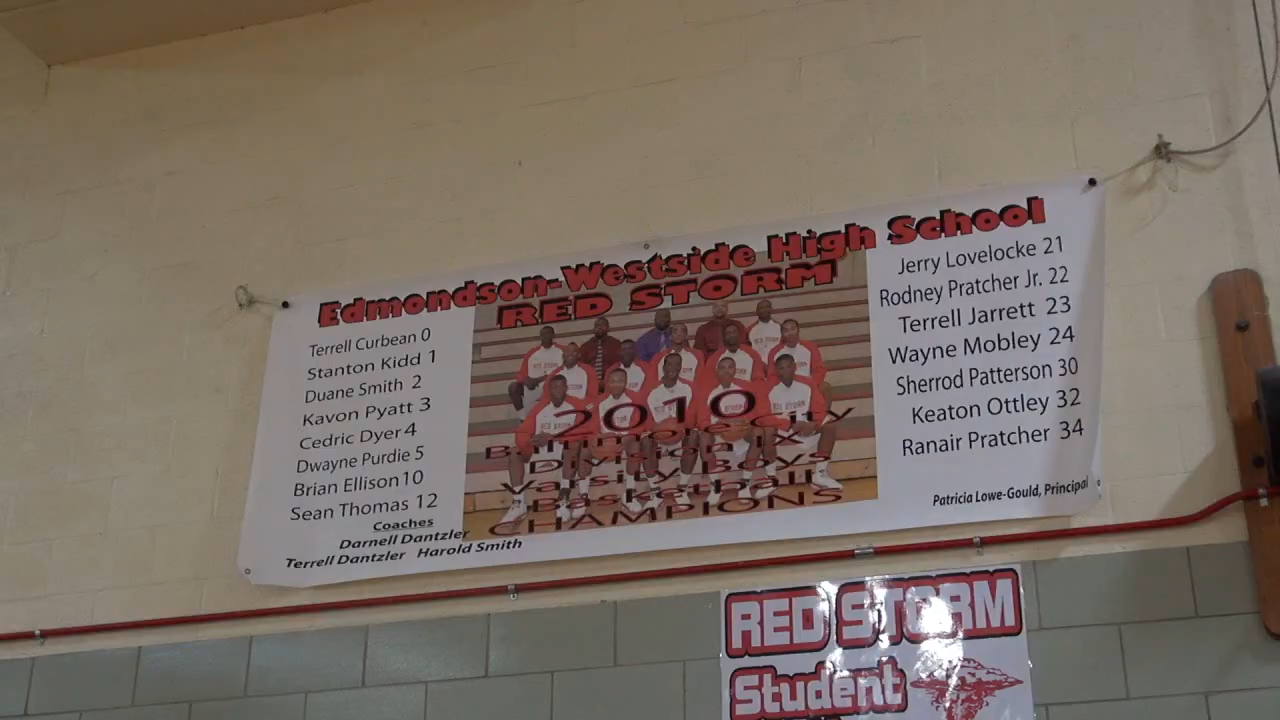 Edmondson-Westside High School
RED STORM
Terrell Curbean 0
Stanton Kidd 1
Duane Smith 2
Kavon Pyatt 3
Cedric Dyer 4
Dwayne Purdie 5
Brian Ellison 10
Sean Thomas 12
Coaches
Darnell Dantzler
Terrell Dantzler Harold Smith
2010
Baltimore City
Division IX
Varsity Boys
Basketball
CHAMPIONS
Jerry Lovelocke 21
Rodney Pratcher Jr. 22
Terrell Jarrett 23
Wayne Mobley 24
Sherrod Patterson 30
Keaton Ottley 32
Ranair Pratcher 34
Patricia Lowe-Gould, Principal
RED STORM
Student